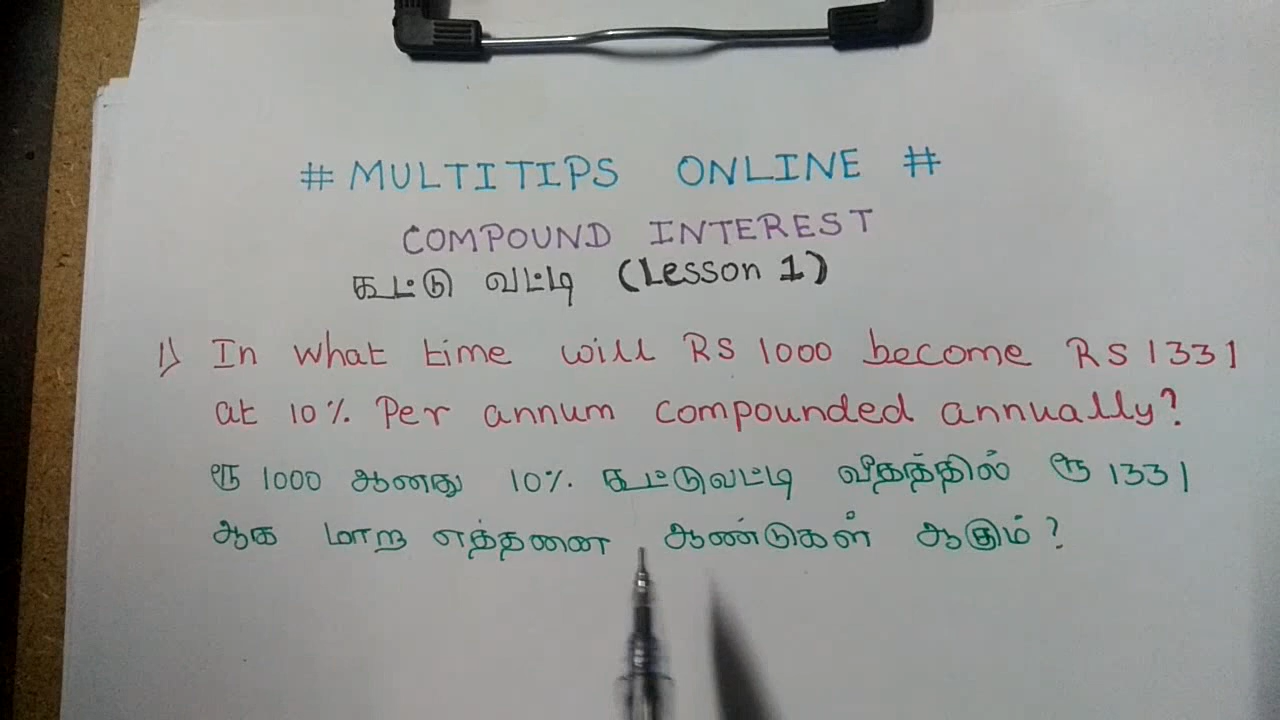 # MULTITIPS ONLINE #
COMPOUND INTEREST
கூட்டு வட்டி (Lesson 1)
1) In what time will RS 1000 become RS 1331
at 10% Per annum compounded annually?
ரூ 1000 ஆனது 10% கூட்டுவட்டி வீதத்தில் ரூ 1331
ஆக மாற எத்தனை ஆண்டுகள் ஆகும்?